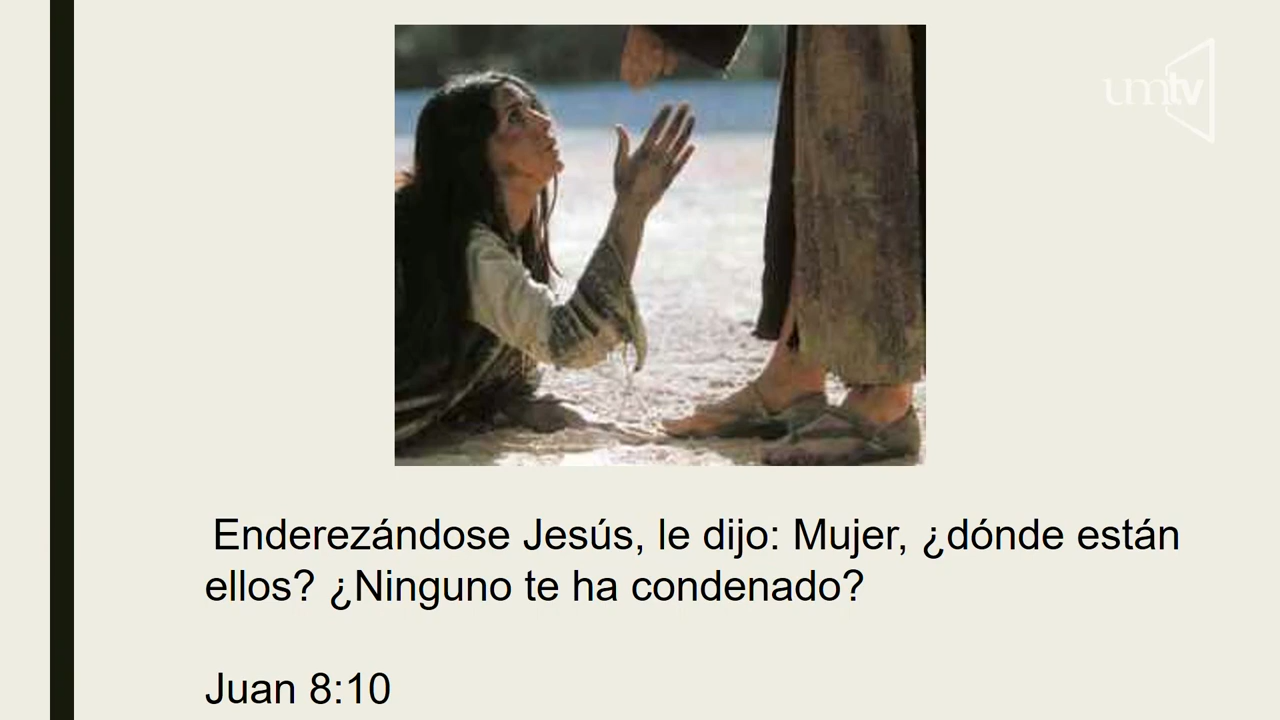 umtv
Enderezándose Jesús, le dijo: Mujer, ¿dónde están
ellos? ¿Ninguno te ha condenado?
Juan 8:10